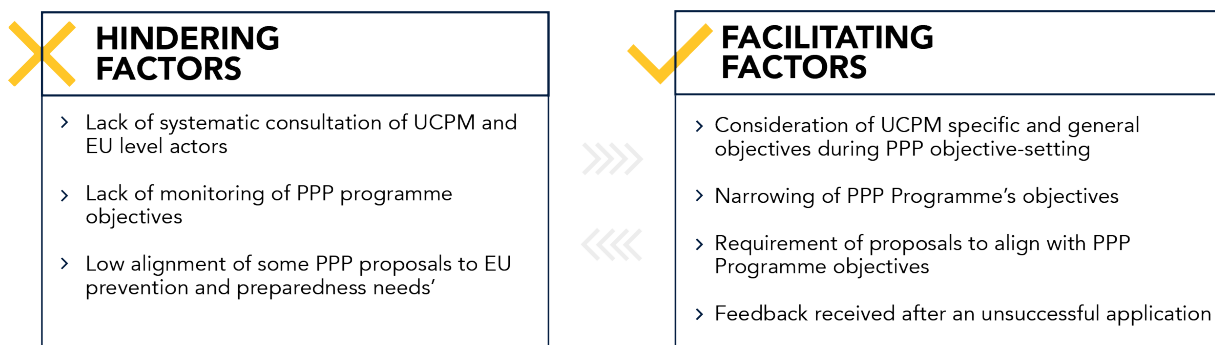 HINDERING
FACTORS
Lack of systematic consultation of UCPM and
EU level actors
Lack of monitoring of PPP programme
objectives
Low alignment of some PPP proposals to EU
prevention and preparedness needs’
FACILITATING
FACTORS
Consideration of UCPM specific and general
objectives during PPP objective-setting
Narrowing of PPP Programme’s objectives
Requirement of proposals to align with PPP
Programme objectives
Feedback received after an unsuccessful application